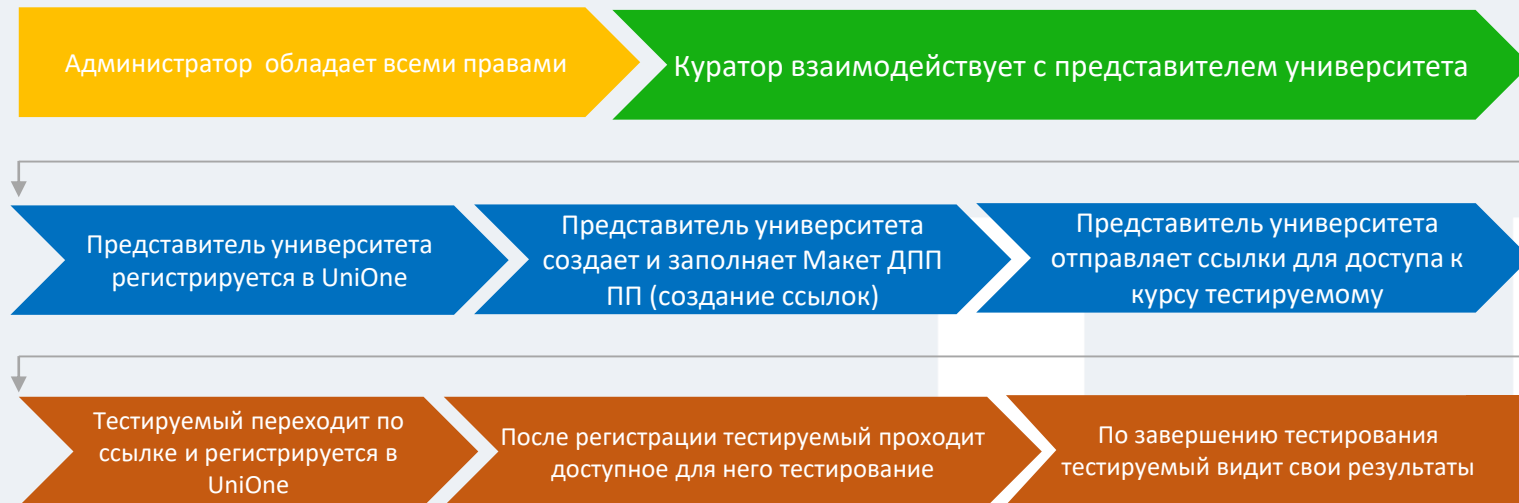 Администратор обладает всеми правами
Куратор взаимодействует с представителем университета
Представитель университета
регистрируется в UniOne
Представитель университета
создает и заполняет Макет ДПП
ПП (создание ссылок)
Представитель университета
отправляет ссылки для доступа к
курсу тестируемому
Тестируемый переходит по
ссылке и регистрируется в
UniOne
После регистрации тестируемый проходит
доступное для него тестирование
По завершению тестирования
тестируемый видит свои результаты